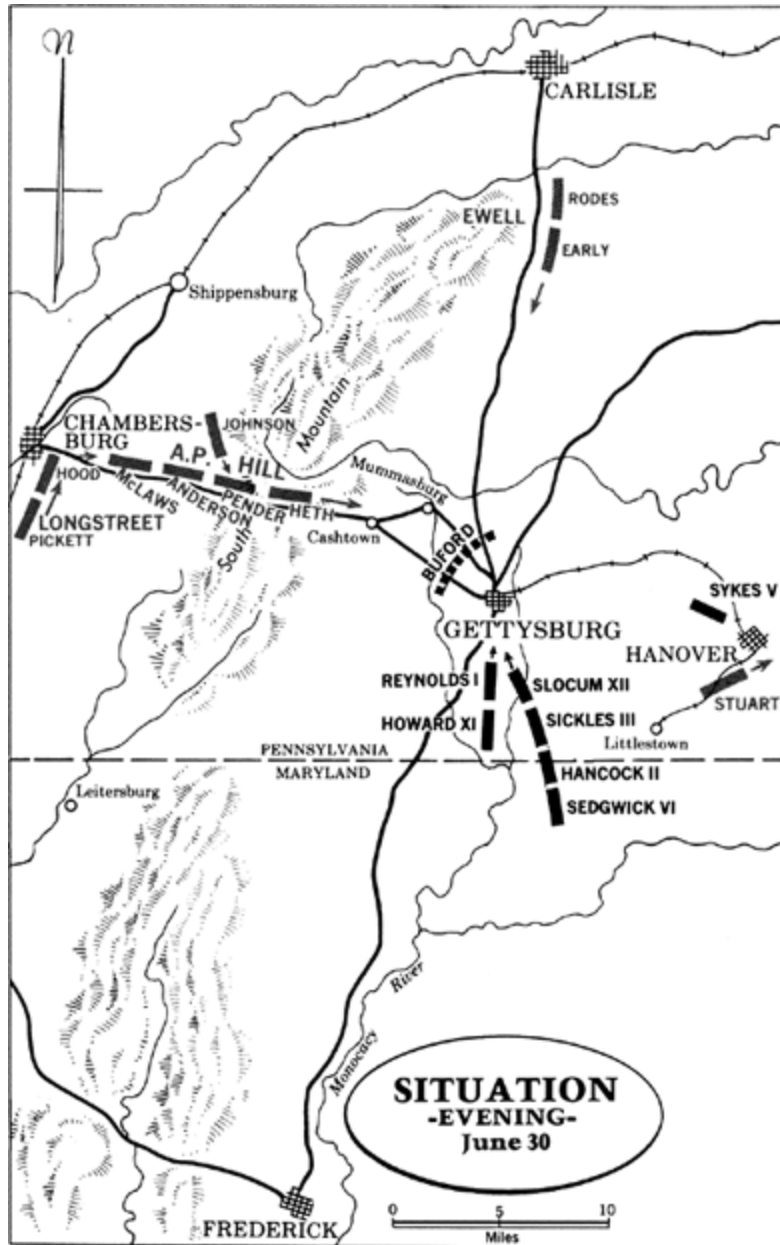 N
CARLISLE
RODES
EWELL
EARLY
Shippensburg
Mountain
CHAMBERS-
BURG
JOHNSON
A.P. HILL
HOOD
McLAWS
ANDERSON
PENDER
HETH
Mummasburg
LONGSTREET
PICKETT
Cashtown
South
BUFORD
SYKES V
GETTYSBURG
HANOVER
REYNOLDS I
SLOCUM XII
STUART
HOWARD XI
SICKLES III
Littlestown
PENNSYLVANIA
MARYLAND
HANCOCK II
Leitersburg
SEDGWICK VI
River
Monocacy
SITUATION
-EVENING-
June 30
FREDERICK
0 5 10
Miles